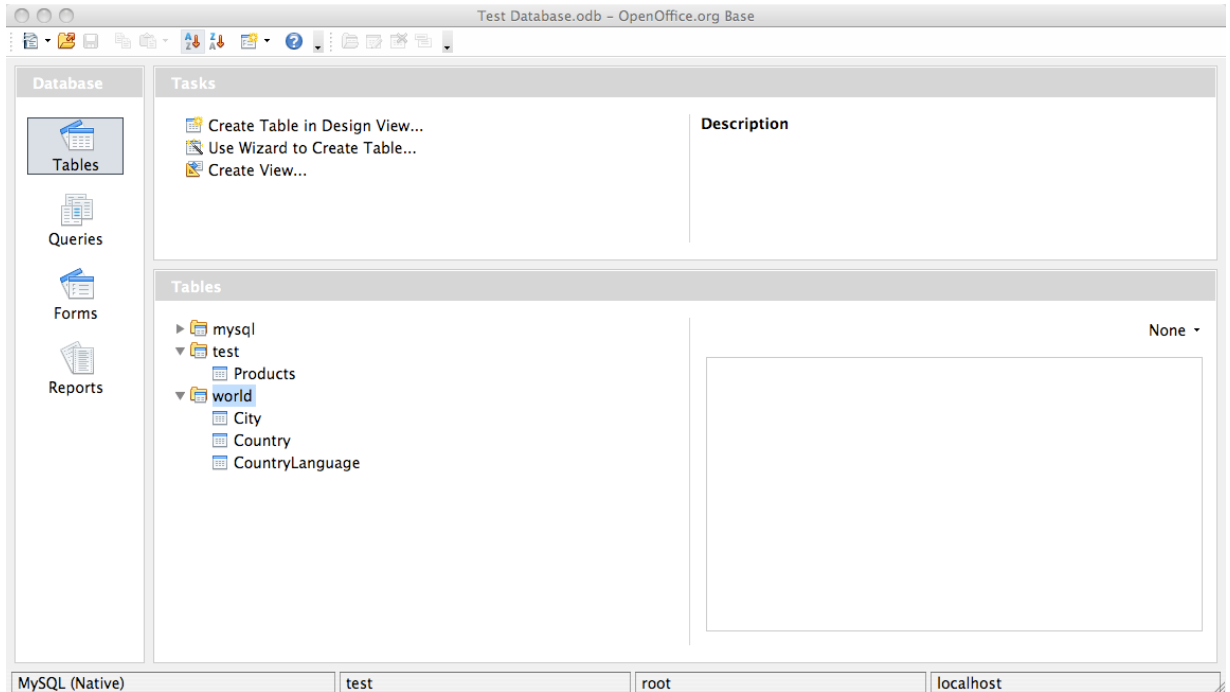 Test Database.odb – OpenOffice.org Base
Database
Tables
Queries
Forms
Reports
Tasks
Create Table in Design View...
Use Wizard to Create Table...
Create View...
Description
Tables
mysql
test
Products
world
City
Country
CountryLanguage
None
MySQL (Native)
test
root
localhost